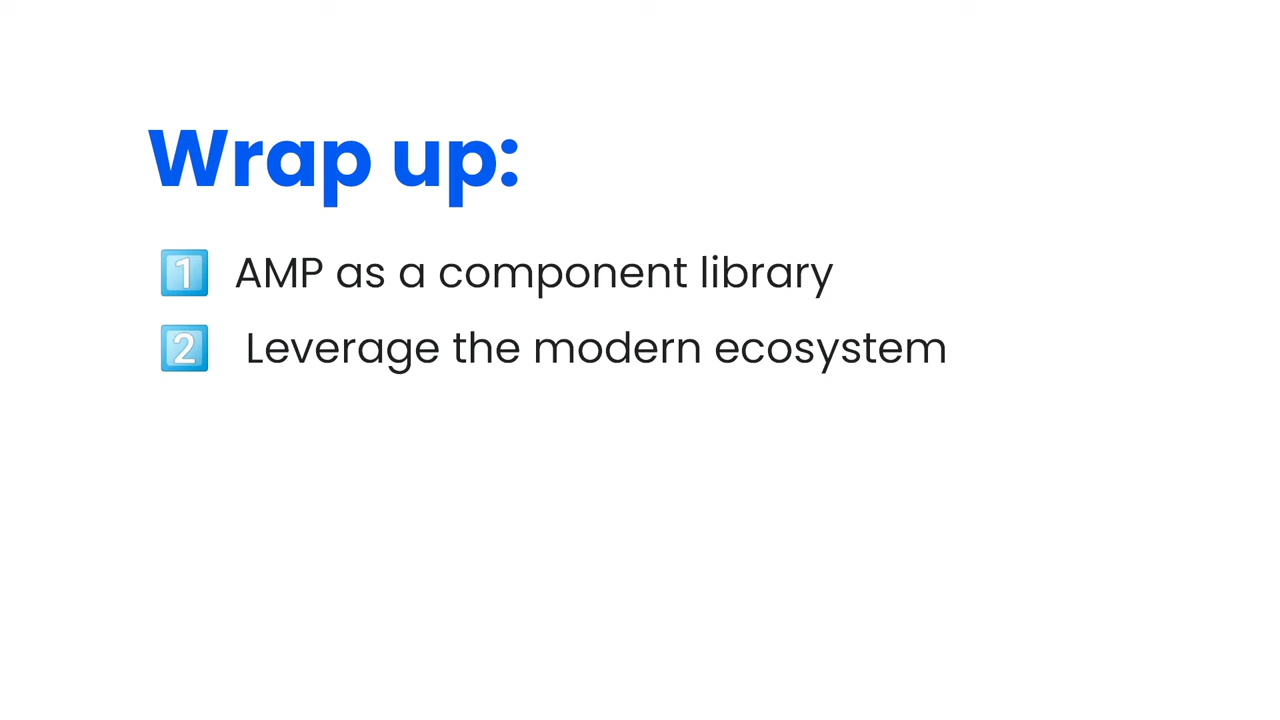 Wrap up:
1️⃣ AMP as a component library
2️⃣ Leverage the modern ecosystem